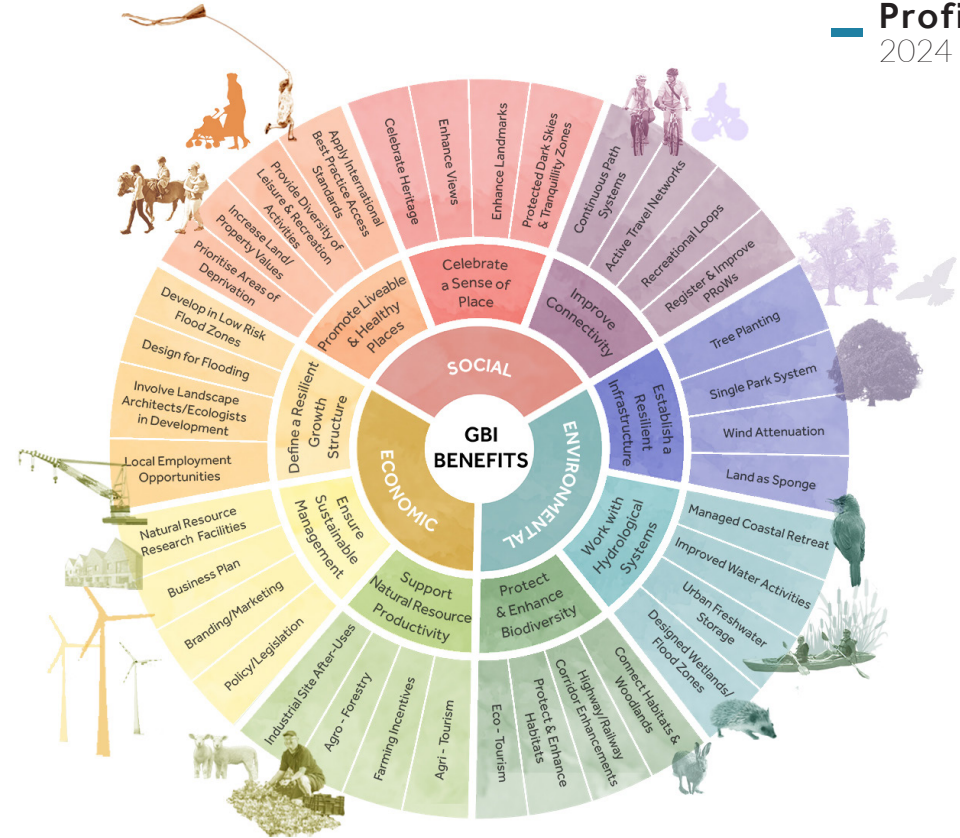 Profi
2024
GBI
BENEFITS
SOCIAL
ENVIRONMENTAL
ECONOMIC
Celebrate
a Sense of
Place
Improve
Connectivity
Establish a
Resilient
Infrastructure
Work with
Hydrological
Systems
Protect
& Enhance
Biodiversity
Support
Natural Resource
Productivity
Ensure
Sustainable
Management
Define a Resilient
Growth
Structure
Promote Liveable
& Healthy
Places
Celebrate Heritage
Enhance Views
Enhance Landmarks
Protected Dark Skies
& Tranquillity Zones
Continuous Path
Systems
Active Travel Networks
Recreational Loops
Register & Improve
PRoWs
Tree Planting
Single Park System
Wind Attenuation
Land as Sponge
Managed Coastal Retreat
Improved Water Activities
Urban Freshwater
Storage
Designed Wetlands/
Flood Zones
Connect Habitats &
Woodlands
Highway/Railway
Corridor Enhancements
Protect & Enhance
Habitats
Eco - Tourism
Agri - Tourism
Farming Incentives
Agro - Forestry
Industrial Site After-Uses
Policy/Legislation
Branding/Marketing
Business Plan
Natural Resource
Research Facilities
Local Employment
Opportunities
Involve Landscape
Architects/Ecologists
in Development
Design for Flooding
Develop in Low Risk
Flood Zones
Prioritise Areas of
Deprivation
Increase Land/
Property Values
Provide Diversity of
Leisure & Recreation
Activities
Apply International
Best Practice Access
Standards